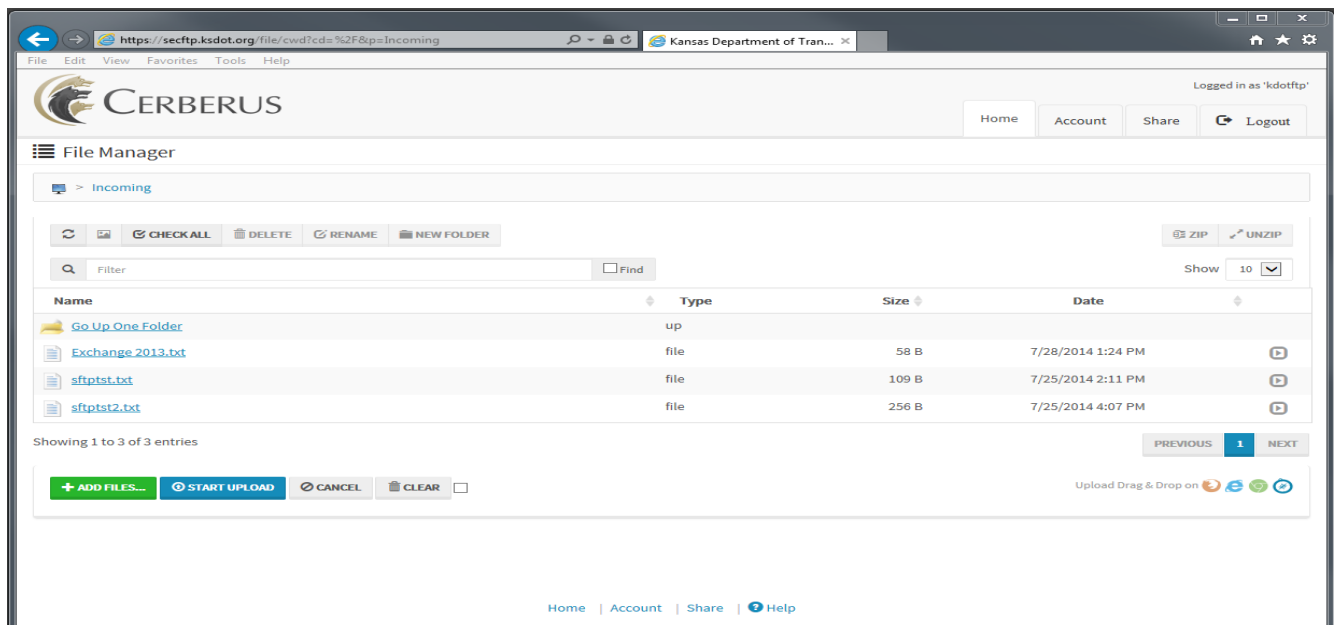 https://secftp.ksdot.org/file/cwd?cd=%2F&p=Incoming
Kansas Department of Tran...
File Edit View Favorites Tools Help
CERBERUS
Logged in as 'kdotftp'
Home Account Share Logout
File Manager
> Incoming
CHECK ALL DELETE RENAME NEW FOLDER ZIP UNZIP
Filter Find Show 10
Name Type Size Date
Go Up One Folder up
Exchange 2013.txt file 58 B 7/28/2014 1:24 PM
sftptst.txt file 109 B 7/25/2014 2:11 PM
sftptst2.txt file 256 B 7/25/2014 4:07 PM
Showing 1 to 3 of 3 entries
PREVIOUS 1 NEXT
+ ADD FILES... START UPLOAD CANCEL CLEAR Upload Drag & Drop on
Home | Account | Share | Help